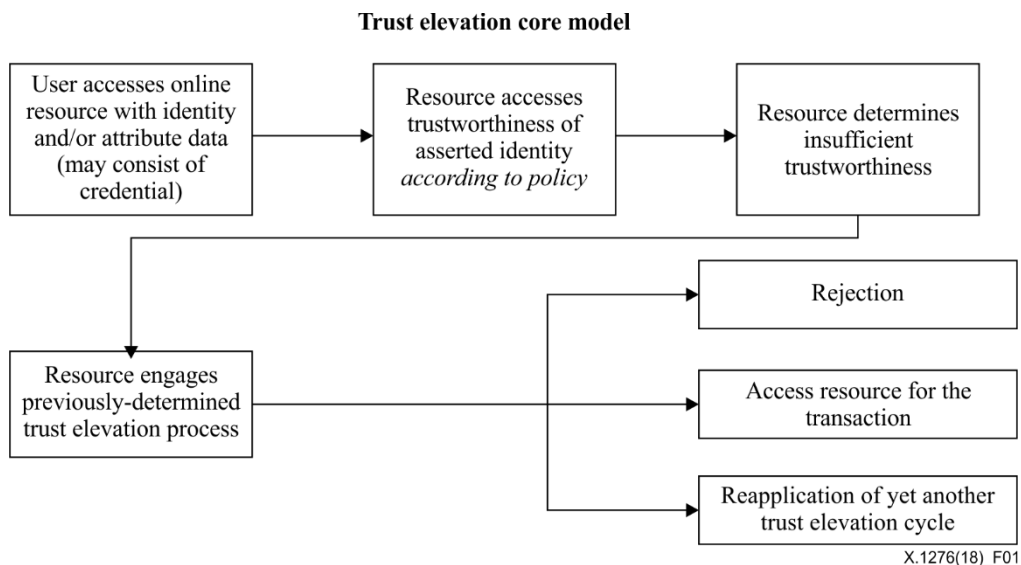 Trust elevation core model
User accesses online
resource with identity
and/or attribute data
(may consist of
credential)
Resource accesses
trustworthiness of
asserted identity
according to policy
Resource determines
insufficient
trustworthiness
Rejection
Resource engages
previously-determined
trust elevation process
Access resource for the
transaction
Reapplication of yet another
trust elevation cycle
X.1276(18)_F01